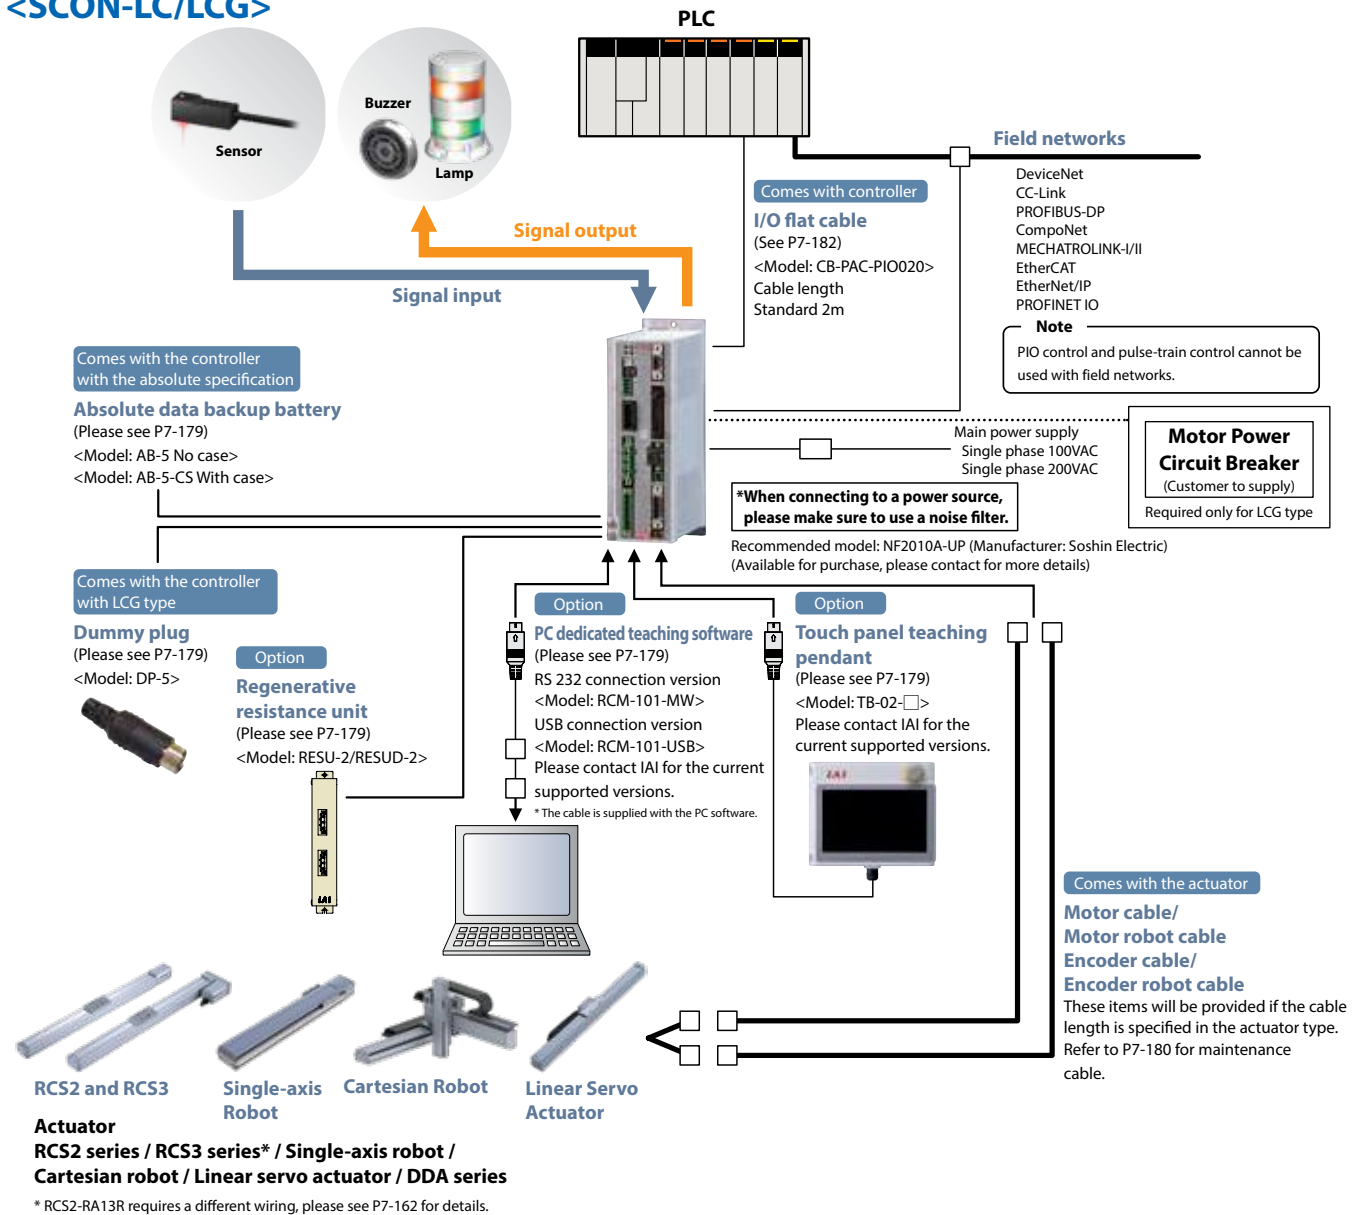 <SCON-LC/LCG>
PLC
Sensor
Buzzer
Lamp
Signal output
Signal input
Comes with controller
I/O flat cable
(See P7-182)
<Model: CB-PAC-PIO020>
Cable length
Standard 2m
Field networks
DeviceNet
CC-Link
PROFIBUS-DP
CompoNet
MECHATROLINK-I/II
EtherCAT
EtherNet/IP
PROFINET IO
Note
PIO control and pulse-train control cannot be
used with field networks.
Comes with the controller
with the absolute specification
Absolute data backup battery
(Please see P7-179)
<Model: AB-5 No case>
<Model: AB-5-CS With case>
Main power supply
Single phase 100VAC
Single phase 200VAC
Motor Power
Circuit Breaker
(Customer to supply)
Required only for LCG type
*When connecting to a power source,
please make sure to use a noise filter.
Recommended model: NF2010A-UP (Manufacturer: Soshin Electric)
(Available for purchase, please contact for more details)
Comes with the controller
with LCG type
Dummy plug
(Please see P7-179)
<Model: DP-5>
Option
Regenerative
resistance unit
(Please see P7-179)
<Model: RESU-2/RESUD-2>
IAI
Option
PC dedicated teaching software
(Please see P7-179)
RS 232 connection version
<Model: RCM-101-MW>
USB connection version
<Model: RCM-101-USB>
Please contact IAI for the current
supported versions.
* The cable is supplied with the PC software.
Option
Touch panel teaching
pendant
(Please see P7-179)
<Model: TB-02-□>
Please contact IAI for the
current supported versions.
IAI
Comes with the actuator
Motor cable/
Motor robot cable
Encoder cable/
Encoder robot cable
These items will be provided if the cable
length is specified in the actuator type.
Refer to P7-180 for maintenance
cable.
RCS2 and RCS3
Single-axis
Robot
Cartesian Robot
Linear Servo
Actuator
Actuator
RCS2 series / RCS3 series* / Single-axis robot /
Cartesian robot / Linear servo actuator / DDA series
* RCS2-RA13R requires a different wiring, please see P7-162 for details.